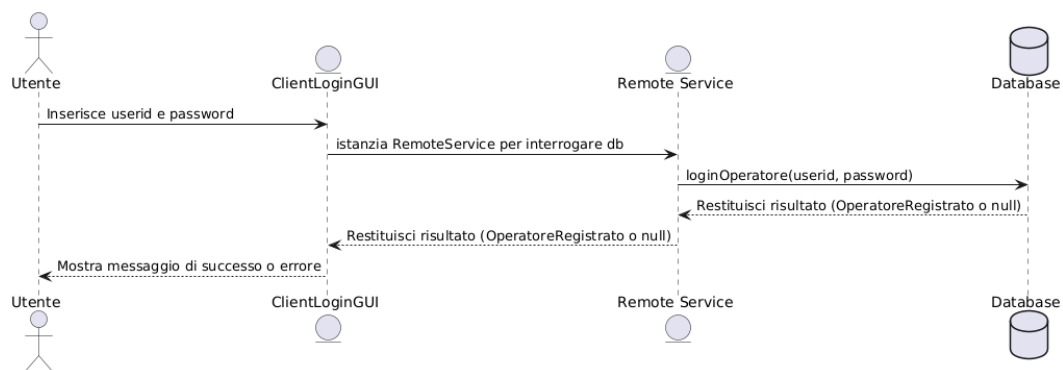 Utente
ClientLoginGUI
Remote Service
Database
Inserisce userid e password
istanzia RemoteService per interrogare db
loginOperatore(userid, password)
Restituisci risultato (OperatoreRegistrato o null)
Restituisci risultato (OperatoreRegistrato o null)
Mostra messaggio di successo o errore
Utente
ClientLoginGUI
Remote Service
Database